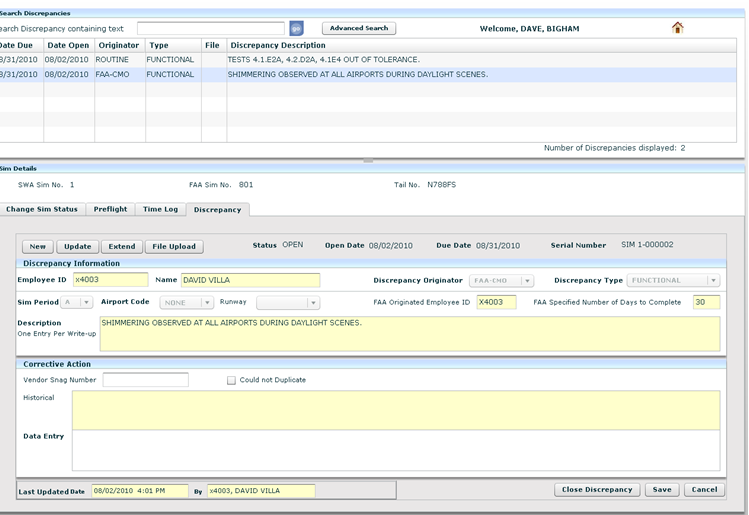 Search Discrepancies
earch Discrepancy containing text go Advanced Search Welcome, DAVE, BIGHAM
Date Due Date Open Originator Type File Discrepancy Description
8/31/2010 08/02/2010 ROUTINE FUNCTIONAL TESTS 4.1.E2A, 4.2.D2A, 4.1E4 OUT OF TOLERANCE.
8/31/2010 08/02/2010 FAA-CMO FUNCTIONAL SHIMMERING OBSERVED AT ALL AIRPORTS DURING DAYLIGHT SCENES.
Number of Discrepancies displayed: 2
Sim Details
SWA Sim No. 1 FAA Sim No. 801 Tail No. N788FS
Change Sim Status Preflight Time Log Discrepancy
New Update Extend File Upload Status OPEN Open Date 08/02/2010 Due Date 08/31/2010 Serial Number SIM 1-000002
Discrepancy Information
Employee ID x4003 Name DAVID VILLA Discrepancy Originator FAA-CMO Discrepancy Type FUNCTIONAL
Sim Period A Airport Code NONE Runway FAA Originated Employee ID X4003 FAA Specified Number of Days to Complete 30
Description SHIMMERING OBSERVED AT ALL AIRPORTS DURING DAYLIGHT SCENES.
One Entry Per Write-up
Corrective Action
Vendor Snag Number Could not Duplicate
Historical
Data Entry
Last Updated Date 08/02/2010 4:01 PM By x4003, DAVID VILLA Close Discrepancy Save Cancel